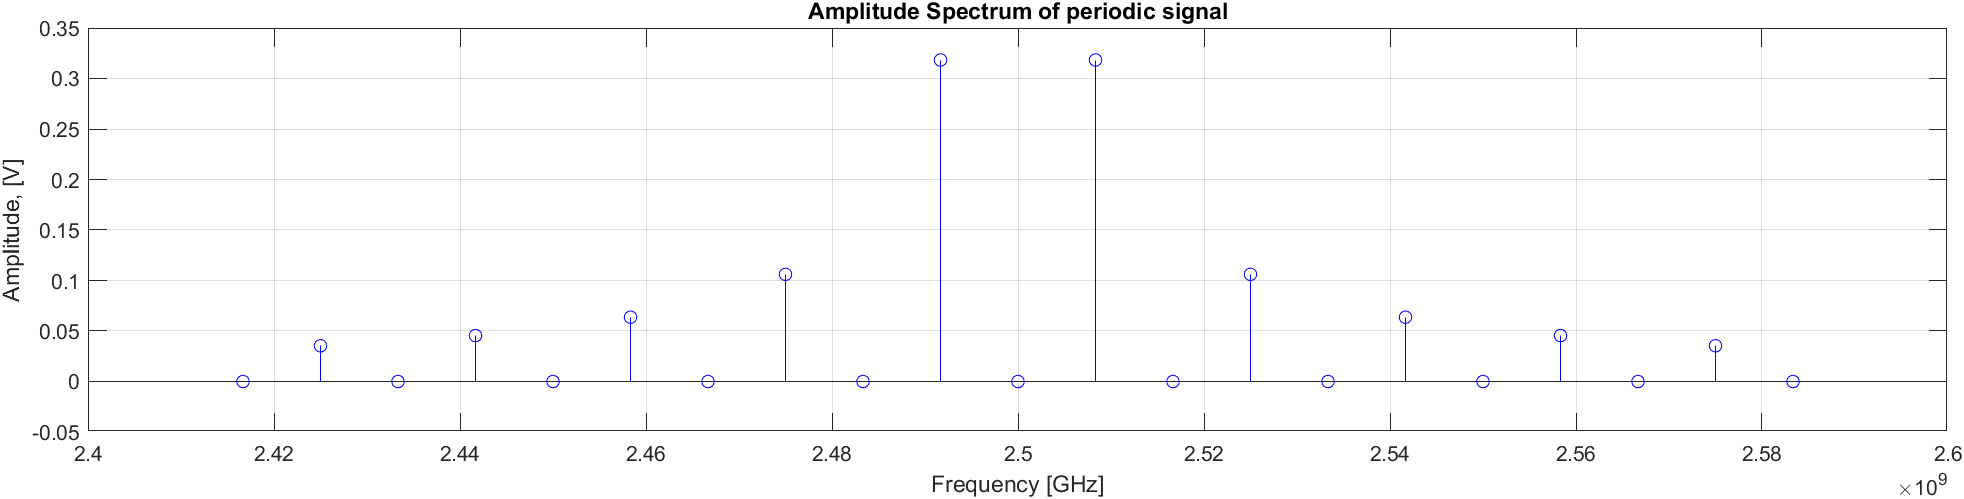 Amplitude Spectrum of periodic signal
0.35
0.3
0.25
0.2
0.15
0.1
0.05
0
-0.05
Amplitude, [V]
2.4 2.42 2.44 2.46 2.48 2.5 2.52 2.54 2.56 2.58 2.6
Frequency [GHz]
×10⁹